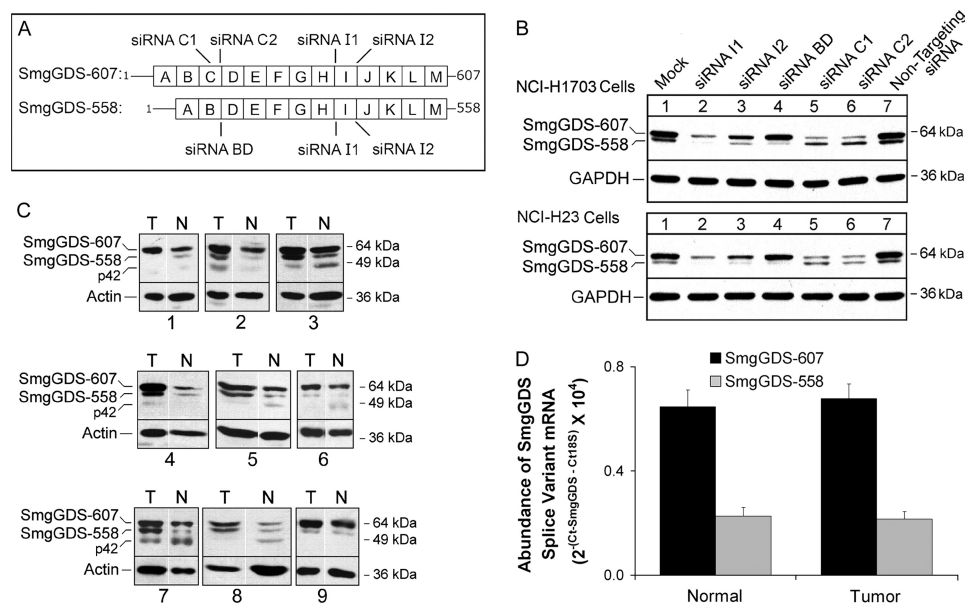 A
siRNA C1 siRNA C2 siRNA I1 siRNA I2
SmgGDS-607: 1 A B C D E F G H I J K L M 607
SmgGDS-558: 1 A B D E F G H I J K L M 558
siRNA BD siRNA I1 siRNA I2
B
Mock siRNA I1 siRNA I2 siRNA BD siRNA C1 siRNA C2 Non-Targeting siRNA
NCI-H1703 Cells
1 2 3 4 5 6 7
SmgGDS-607
SmgGDS-558
64 kDa
GAPDH
36 kDa
NCI-H23 Cells
1 2 3 4 5 6 7
SmgGDS-607
SmgGDS-558
64 kDa
GAPDH
36 kDa
C
T N T N T N
SmgGDS-607
SmgGDS-558
p42
64 kDa
49 kDa
Actin
36 kDa
1 2 3
T N T N T N
SmgGDS-607
SmgGDS-558
p42
64 kDa
49 kDa
Actin
36 kDa
4 5 6
T N T N T N
SmgGDS-607
SmgGDS-558
p42
64 kDa
49 kDa
Actin
36 kDa
7 8 9
D
SmgGDS-607
SmgGDS-558
Abundance of SmgGDS
Splice Variant mRNA
(2-(Ct-SmgGDS - Ct18S) X 104)
0.8
0.4
0
Normal Tumor